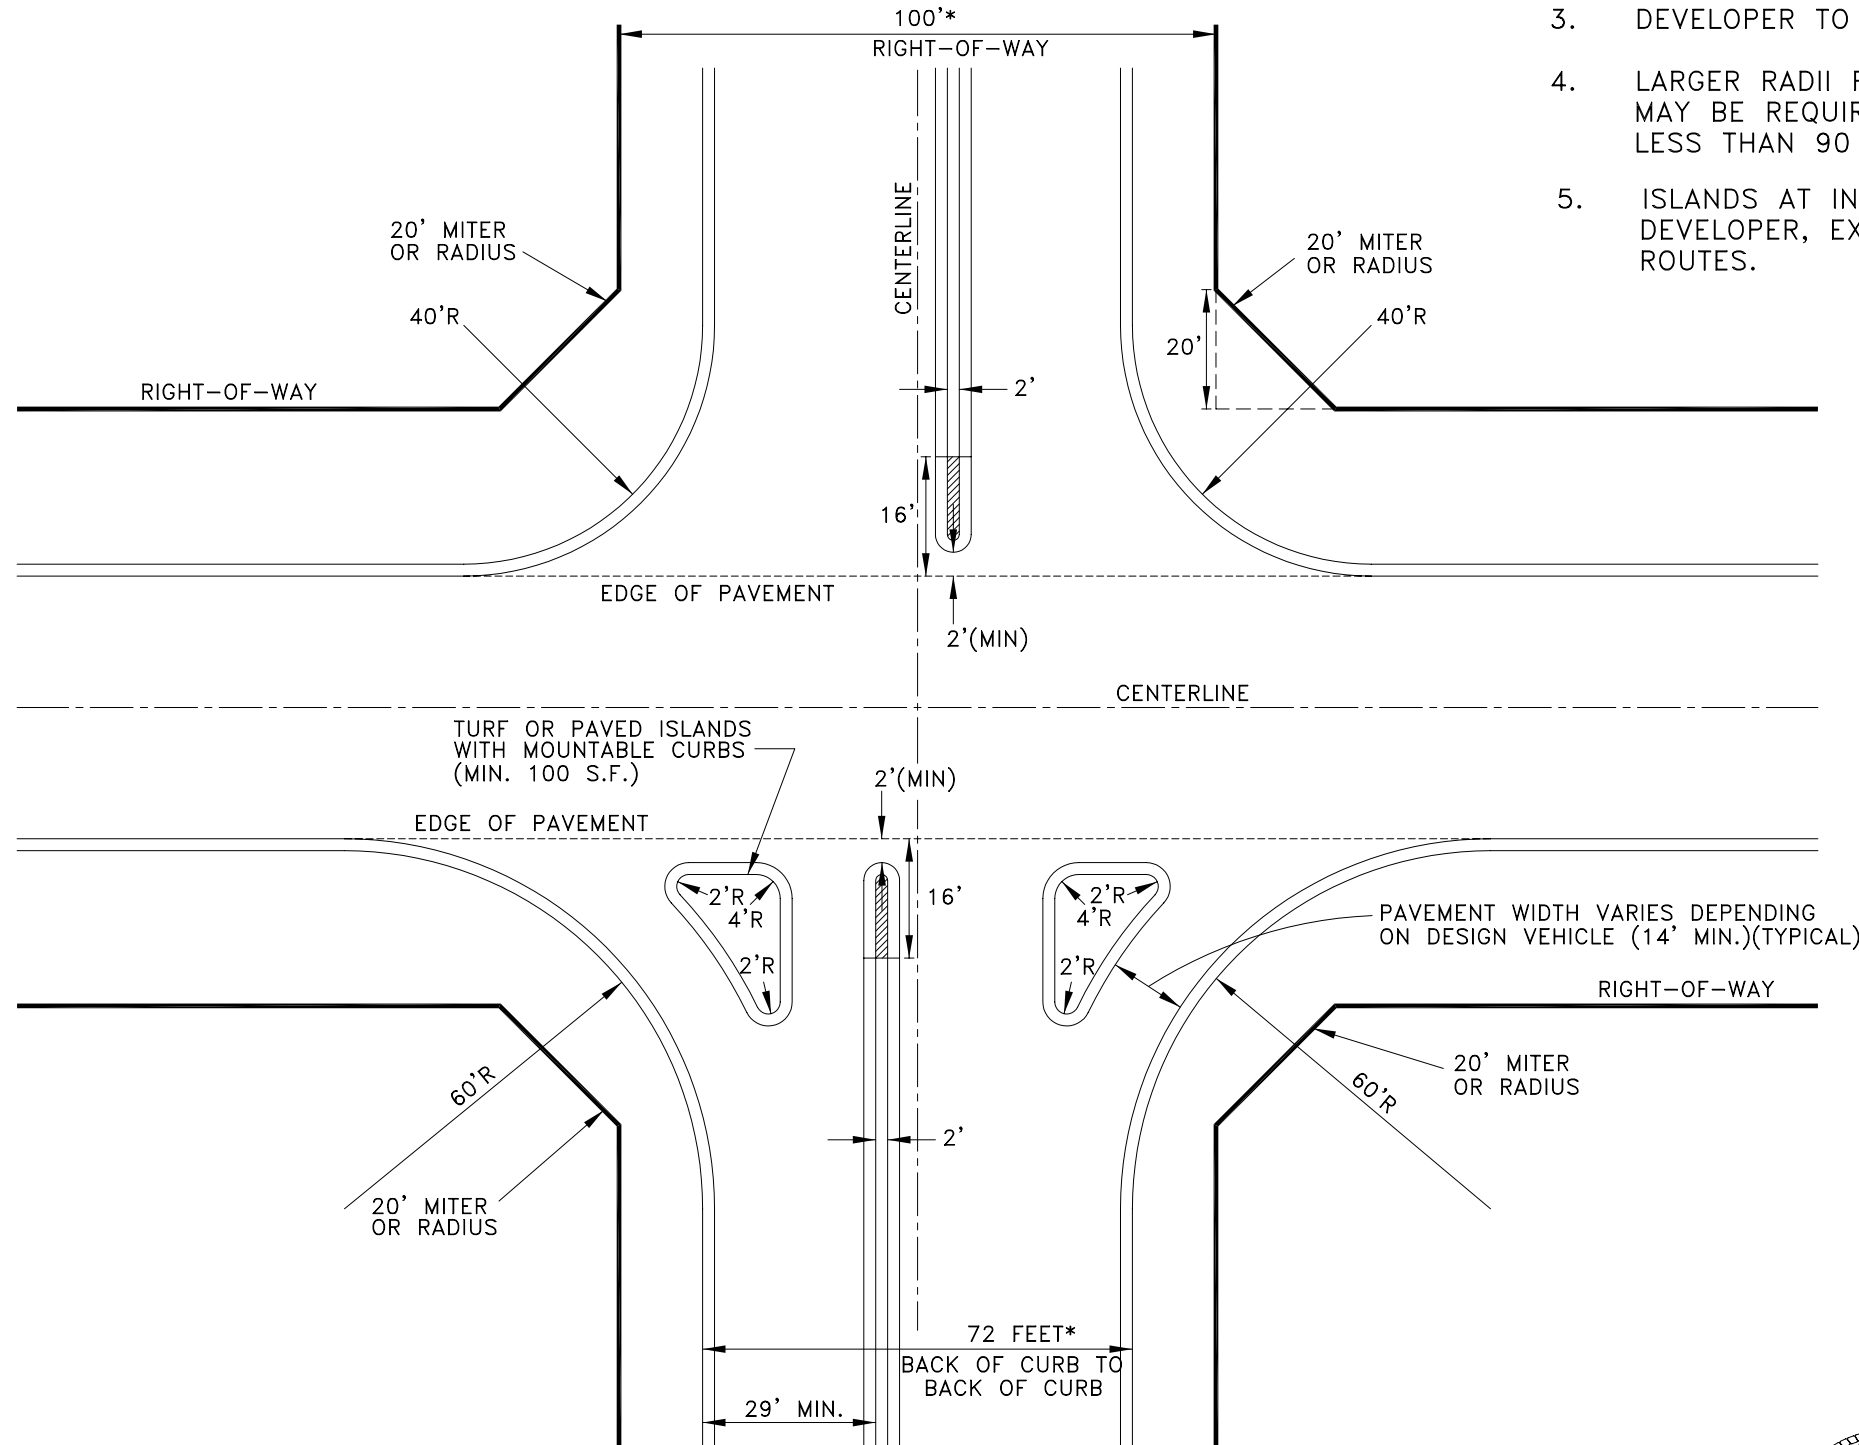 100'*
RIGHT-OF-WAY
3. DEVELOPER TO
4. LARGER RADII
MAY BE REQUIR
LESS THAN 90
5. ISLANDS AT IN
DEVELOPER, EX
ROUTES.
20' MITER
OR RADIUS
40'R
CENTERLINE
20' MITER
OR RADIUS
40'R
20'
RIGHT-OF-WAY
2'
16'
EDGE OF PAVEMENT
2'(MIN)
CENTERLINE
TURF OR PAVED ISLANDS
WITH MOUNTABLE CURBS
(MIN. 100 S.F.)
2'(MIN)
EDGE OF PAVEMENT
2'R
4'R
2'R
16'
2'R
4'R
2'R
PAVEMENT WIDTH VARIES DEPENDING
ON DESIGN VEHICLE (14' MIN.)(TYPICAL)
RIGHT-OF-WAY
60'R
20' MITER
OR RADIUS
60'R
2'
20' MITER
OR RADIUS
72 FEET*
BACK OF CURB TO
BACK OF CURB
29' MIN.